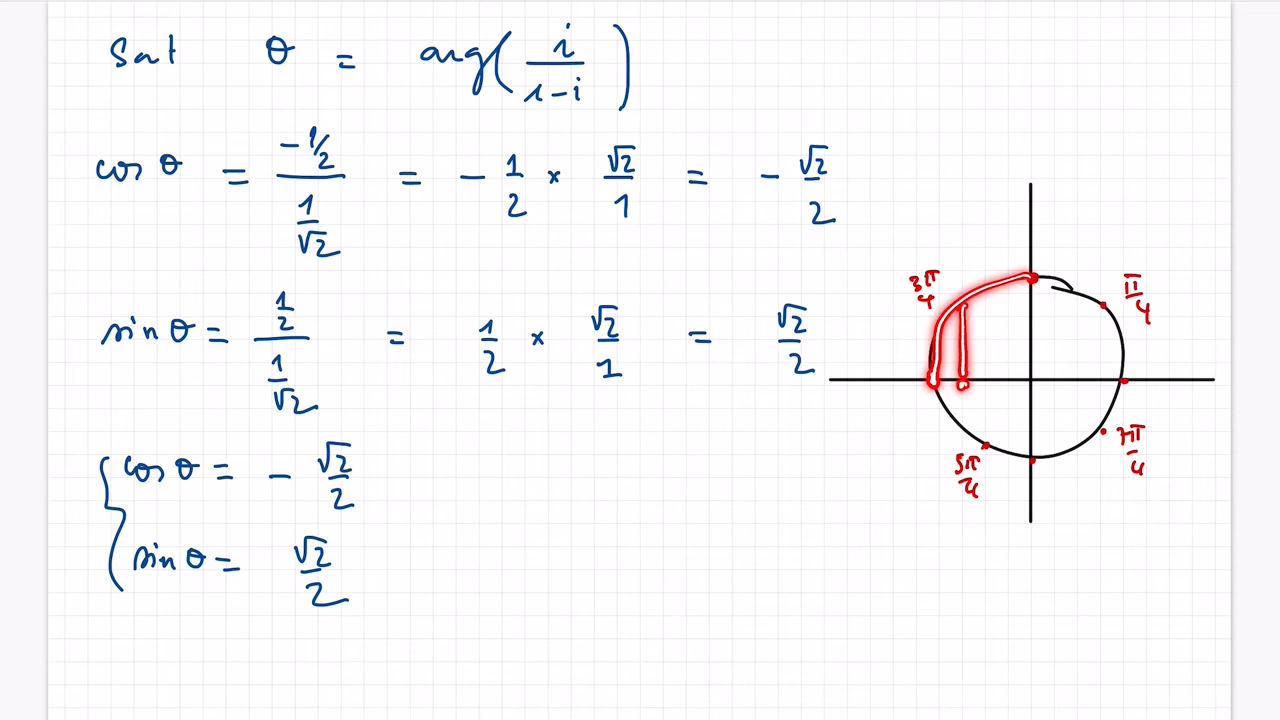 Sat θ = arg(i/(1-i))
cos θ = (-1/2)/(1/√2) = - 1/2 × √2/1 = - √2/2
sin θ = (1/2)/(1/√2) = 1/2 × √2/1 = √2/2
{ cos θ = - √2/2
sin θ = √2/2
3π/4
π/4
5π/4
7π/4